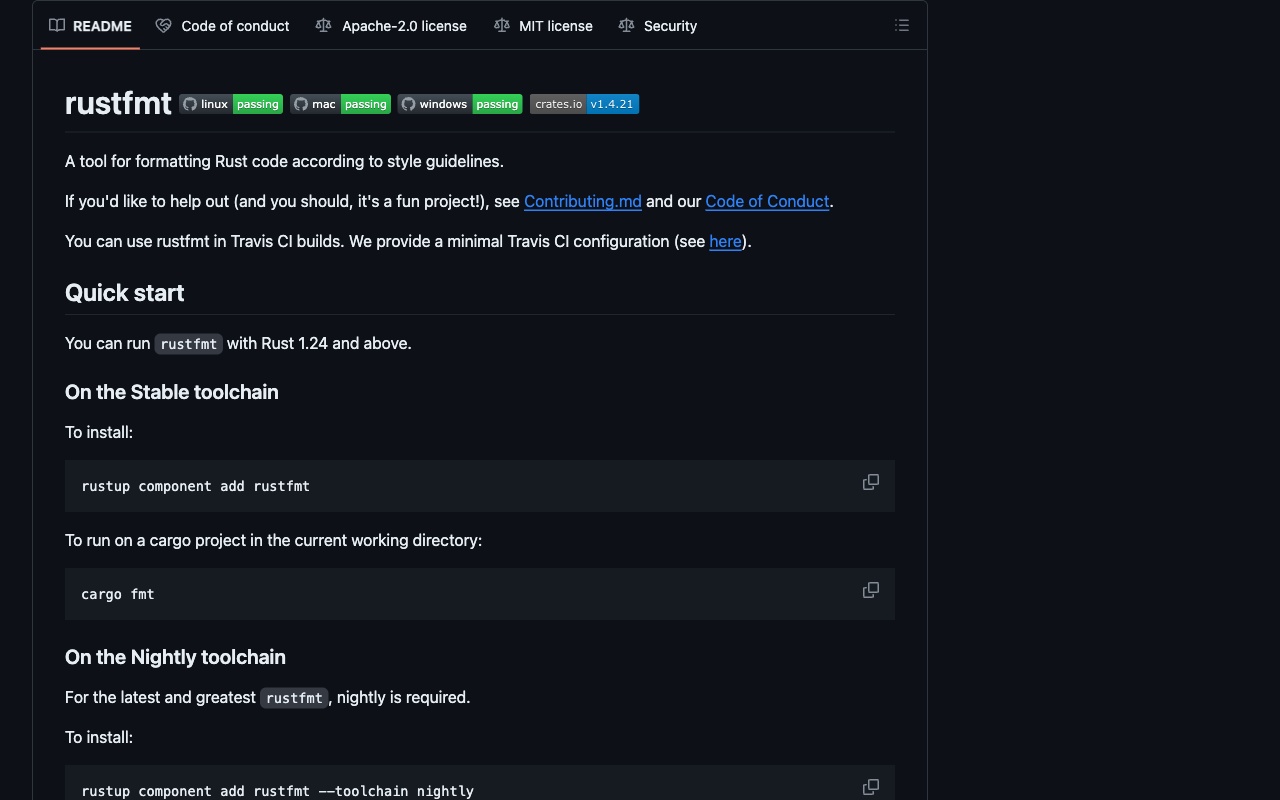 README Code of conduct Apache-2.0 license MIT license Security
rustfmt linux passing mac passing windows passing crates.io v1.4.21
A tool for formatting Rust code according to style guidelines.
If you'd like to help out (and you should, it's a fun project!), see Contributing.md and our Code of Conduct.
You can use rustfmt in Travis CI builds. We provide a minimal Travis CI configuration (see here).
Quick start
You can run rustfmt with Rust 1.24 and above.
On the Stable toolchain
To install:
rustup component add rustfmt
To run on a cargo project in the current working directory:
cargo fmt
On the Nightly toolchain
For the latest and greatest rustfmt, nightly is required.
To install:
rustup component add rustfmt --toolchain nightly